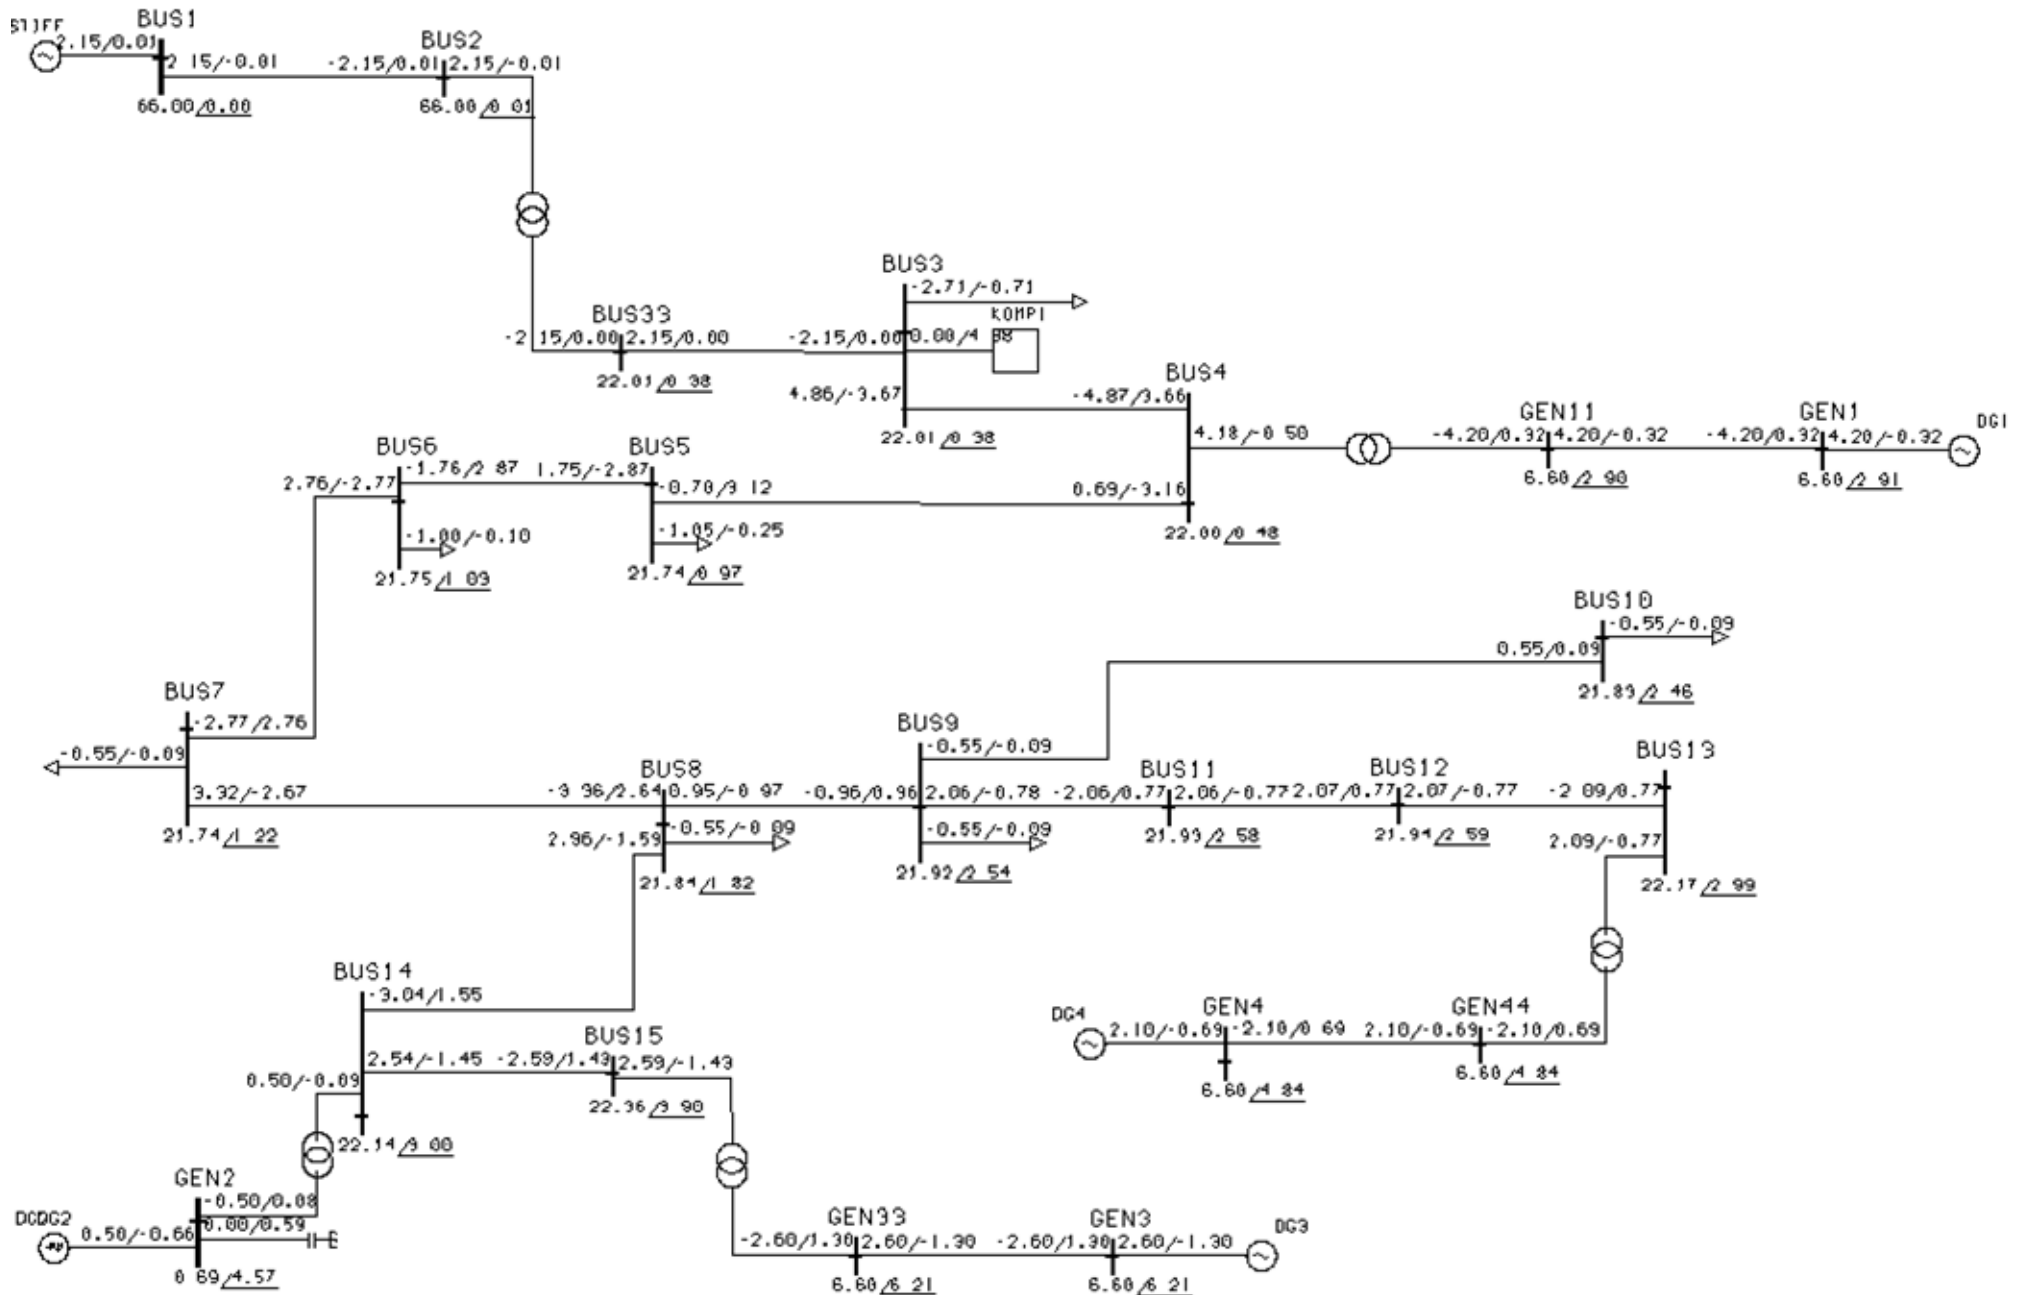 BUS1
2.15/0.01
2 15/-0.01
66.00/0.00
BUS2
-2.15/0.01
2.15/-0.01
66.00/0 01
BUS33
-2 15/0.00
2.15/0.00
22.01/0 38
BUS3
-2.71/-0.71
KOMP1
-2.15/0.00
0.00/4
4.86/-3.67
22.01/0 38
BUS4
-4.87/3.66
4.18/-0 50
0.69/-3.16
22.00/0 48
GEN11
-4.20/0.32
4.20/-0.32
6.60/2 90
GEN1
-4.20/0.32
4.20/-0.32
6.60/2 91
DG1
BUS6
2.76/-2.77
-1.76/2 87
-1.00/-0.10
21.75/1 09
BUS5
1.75/-2.87
-0.70/3 12
-1.05/-0.25
21.74/0 97
BUS10
-0.55/-0.09
0.55/0.09
21.89/2 46
BUS7
-2.77/2.76
-0.55/-0.09
3.32/-2.67
21.74/1 22
BUS8
-3 36/2.64
0.95/-0 97
-0.55/-0 09
2.96/-1.59
21.84/1 82
BUS9
-0.55/-0.09
-0.96/0.96
2.06/-0.78
-0.55/-0.09
21.92/2 54
BUS11
-2.06/0.77
2.06/-0.77
21.93/2 58
BUS12
2.07/0.77
2.07/-0.77
21.94/2 59
BUS13
-2 09/0.77
2.09/-0.77
22.17/2 99
BUS14
-3.04/1.55
2.54/-1.45
0.50/-0.09
22.14/3 00
BUS15
-2.59/1.43
2.59/-1.43
22.36/3 90
DG4
2.10/-0.69
GEN4
-2.10/0 69
6.60/4 84
GEN44
2.10/-0.69
-2.10/0.69
6.60/4 84
GEN2
-0.50/0.08
0.00/0.59
DCDG2
0.50/-0.66
0 69/4.57
GEN33
-2.60/1.30
2.60/-1.30
6.60/6 21
GEN3
-2.60/1.30
2.60/-1.30
6.60/6 21
DG3